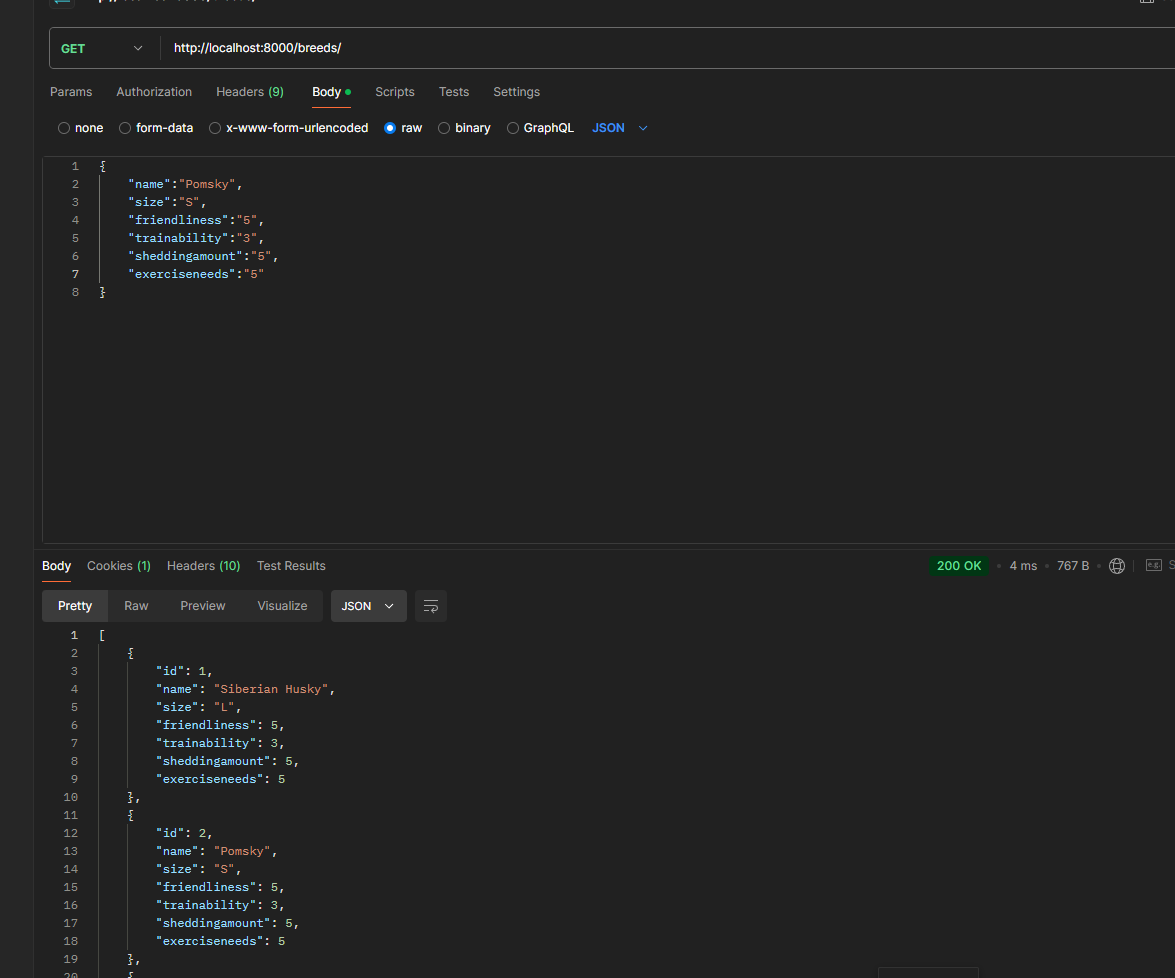 GET http://localhost:8000/breeds/
Params Authorization Headers (9) Body Scripts Tests Settings
none form-data x-www-form-urlencoded raw binary GraphQL JSON
1 {
2 "name":"Pomsky",
3 "size":"S",
4 "friendliness":"5",
5 "trainability":"3",
6 "sheddingamount":"5",
7 "exerciseneeds":"5"
8 }
Body Cookies (1) Headers (10) Test Results 200 OK • 4 ms • 767 B •
Pretty Raw Preview Visualize JSON
1 [
2 {
3 "id": 1,
4 "name": "Siberian Husky",
5 "size": "L",
6 "friendliness": 5,
7 "trainability": 3,
8 "sheddingamount": 5,
9 "exerciseneeds": 5
10 },
11 {
12 "id": 2,
13 "name": "Pomsky",
14 "size": "S",
15 "friendliness": 5,
16 "trainability": 3,
17 "sheddingamount": 5,
18 "exerciseneeds": 5
19 },
20 {